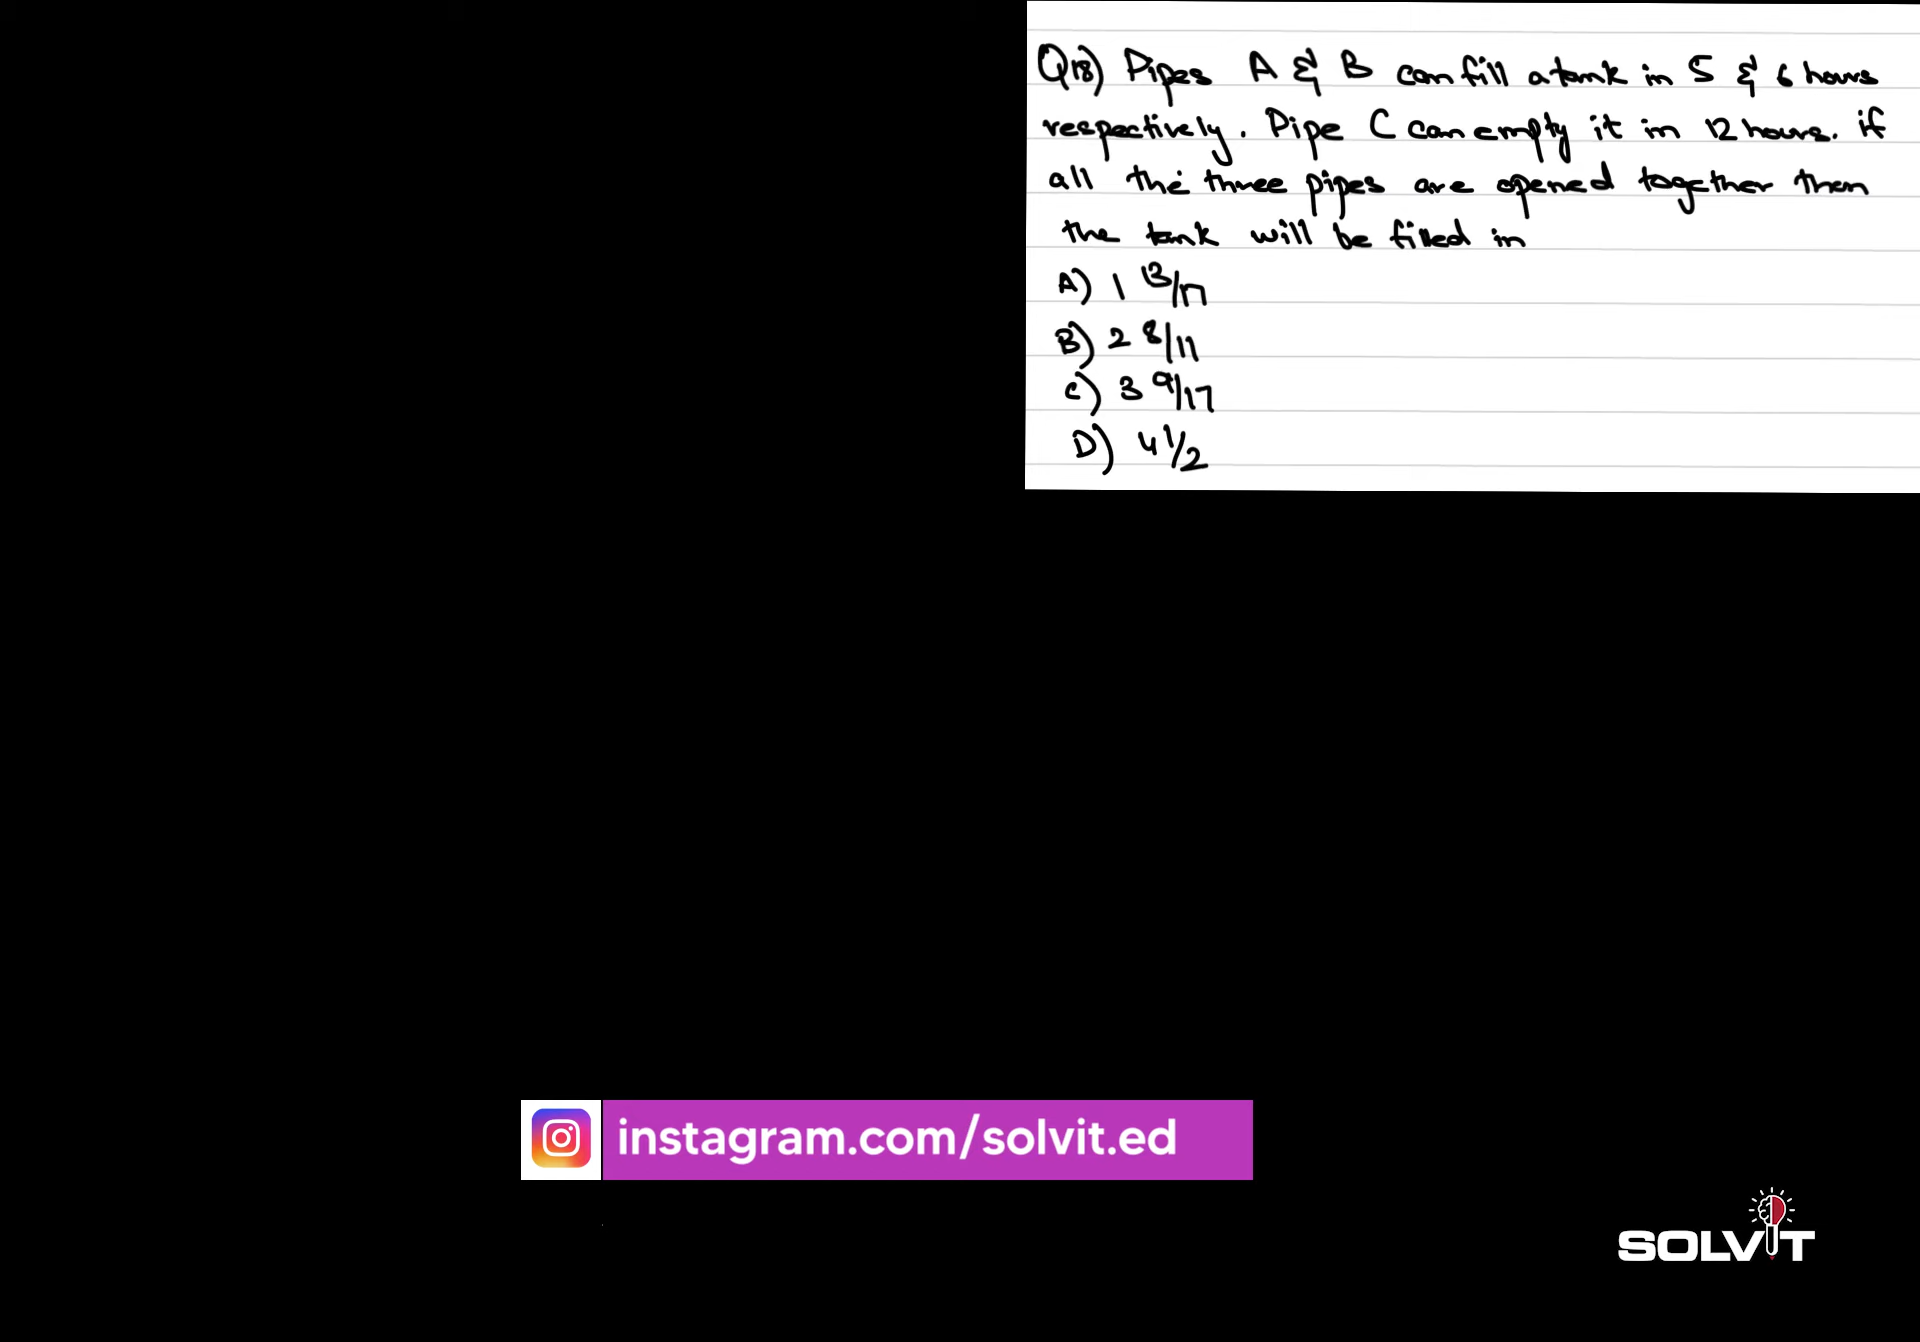 Q18) Pipes A & B can fill a tank in 5 & 6 hours
respectively. Pipe C can empty it in 12 hours. if
all the three pipes are opened together then
the tank will be filled in
A) 1 13/17
B) 2 8/11
C) 3 9/17
D) 4 1/2
instagram.com/solvit.ed
SOLVIT